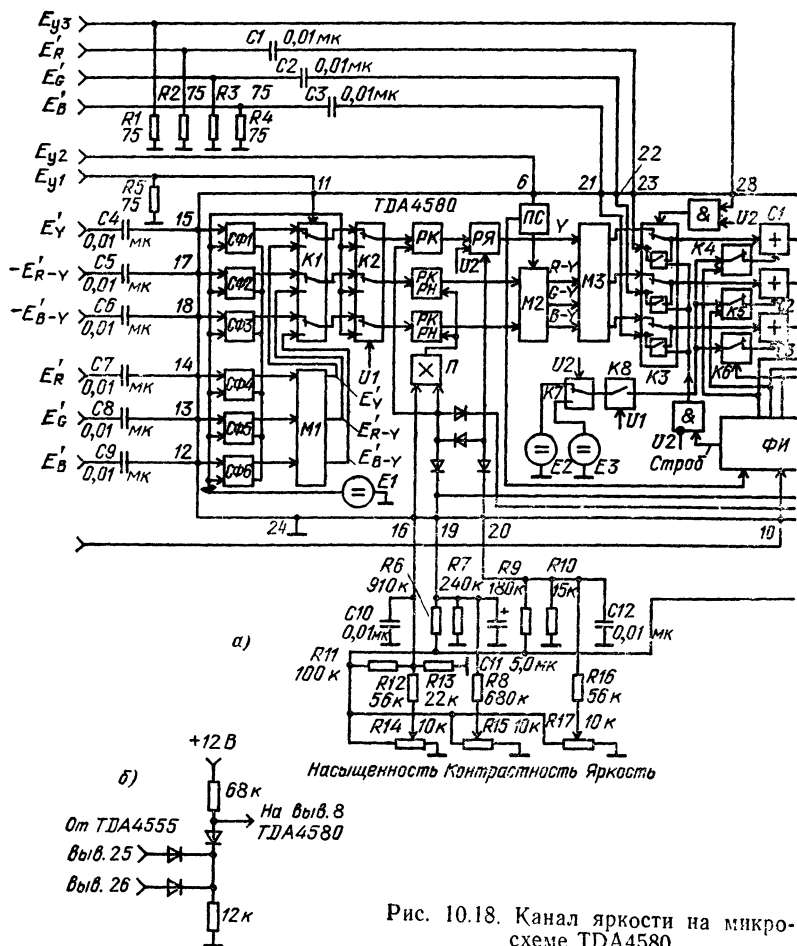 Eу3
E'R
C1 0,01мк
E'G
C2 0,01мк
E'B
R2 75 R3 75 C3 0,01мк
R1 75
R4 75
Eу2
Eу1
R5 75
11
6
21
22
23
28
TDA4580
E'Y C4 0,01 мк 15
СФ1
K1
K2
РК
РЯ
U2
ПС
Y
&
U2
C1
K4
-E'R-Y C5 0,01 мк 17
СФ2
РК РН
M2
R-Y
G-Y
B-Y
M3
K5
-E'B-Y C6 0,01 мк 18
СФ3
РК РН
K3
K6
U1
П
E'R C7 0,01 мк 14
СФ4
M1
E'Y
U2
K7
K8
U1
&
E'G C8 0,01 мк 13
СФ5
E'R-Y
U2
ФИ
E'B C9 0,01 мк 12
СФ6
E'B-Y
E1
E2
E3
Строб
24
16
19
20
10
R6 910к
R7 240к
R9 180к
R10 15к
C10 0,01мк
C12 0,01 мк
а)
R11 100к
R12 56к
R13 22к
C11 5,0мк
R8 680к
R16 56к
R14 10к
R15 10к
R17 10к
Насыщенность Контрастность Яркость
+12В
б)
68к
От TDA4555
На выв.8 TDA4580
Выв.25
Выв.26
12к
Рис. 10.18. Канал яркости на микро-
схеме TDA4580